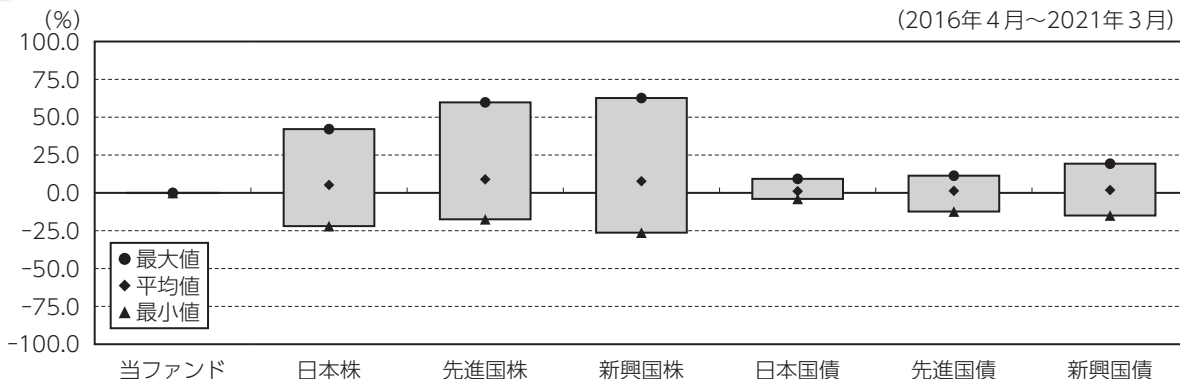 (%)
(2016年4月～2021年3月)
100.0
75.0
50.0
25.0
0.0
-25.0
-50.0
-75.0
-100.0
●最大値
◆平均値
▲最小値
当ファンド 日本株 先進国株 新興国株 日本国債 先進国債 新興国債